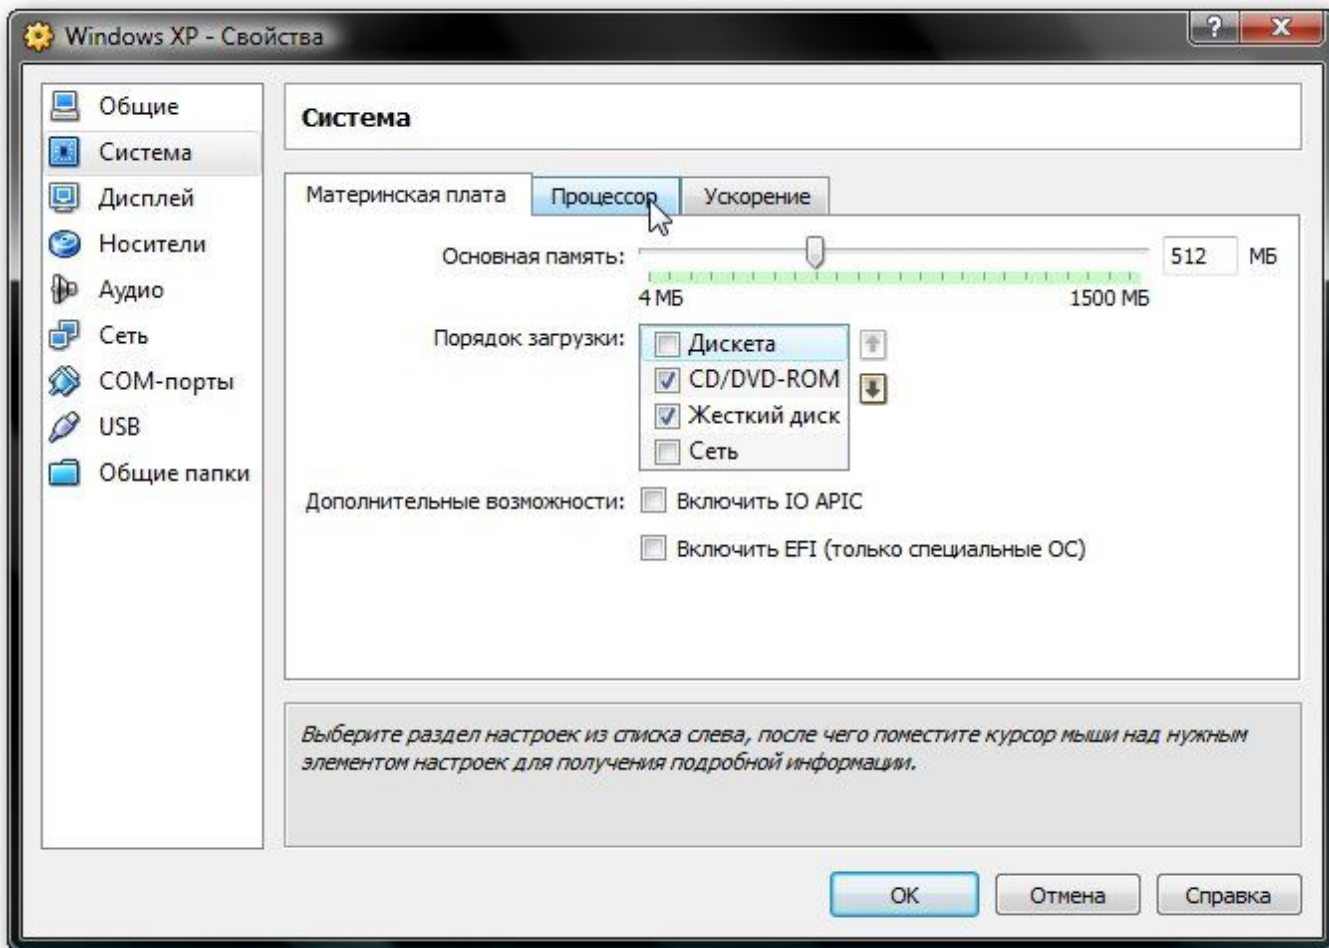 Windows XP - Свойства
Общие
Система
Дисплей
Носители
Аудио
Сеть
COM-порты
USB
Общие папки
Система
Материнская плата Процессор Ускорение
Основная память: 512 МБ
4 МБ 1500 МБ
Порядок загрузки: Дискета
CD/DVD-ROM
Жесткий диск
Сеть
Дополнительные возможности: Включить IO APIC
Включить EFI (только специальные ОС)
Выберите раздел настроек из списка слева, после чего поместите курсор мыши над нужным
элементом настроек для получения подробной информации.
OK Отмена Справка